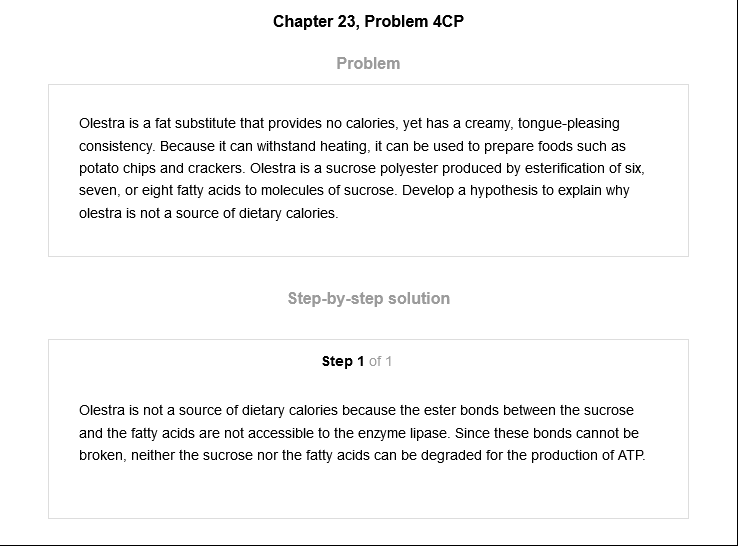 Chapter 23, Problem 4CP
Problem
Olestra is a fat substitute that provides no calories, yet has a creamy, tongue-pleasing
consistency. Because it can withstand heating, it can be used to prepare foods such as
potato chips and crackers. Olestra is a sucrose polyester produced by esterification of six,
seven, or eight fatty acids to molecules of sucrose. Develop a hypothesis to explain why
olestra is not a source of dietary calories.
Step-by-step solution
Step 1 of 1
Olestra is not a source of dietary calories because the ester bonds between the sucrose
and the fatty acids are not accessible to the enzyme lipase. Since these bonds cannot be
broken, neither the sucrose nor the fatty acids can be degraded for the production of ATP.